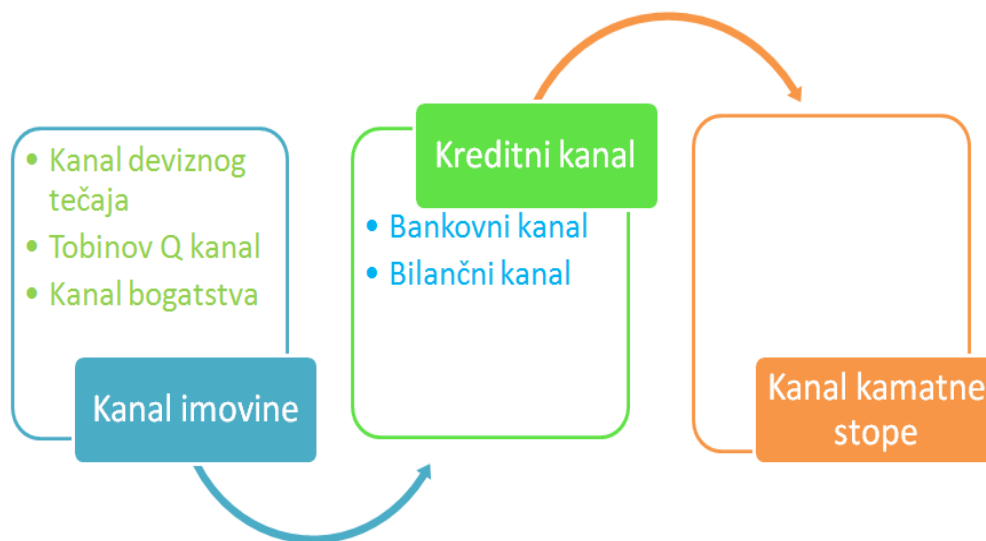 • Kanal deviznog
tečaja
• Tobinov Q kanal
• Kanal bogatstva
Kanal imovine
Kreditni kanal
• Bankovni kanal
• Bilančni kanal
Kanal kamatne
stope